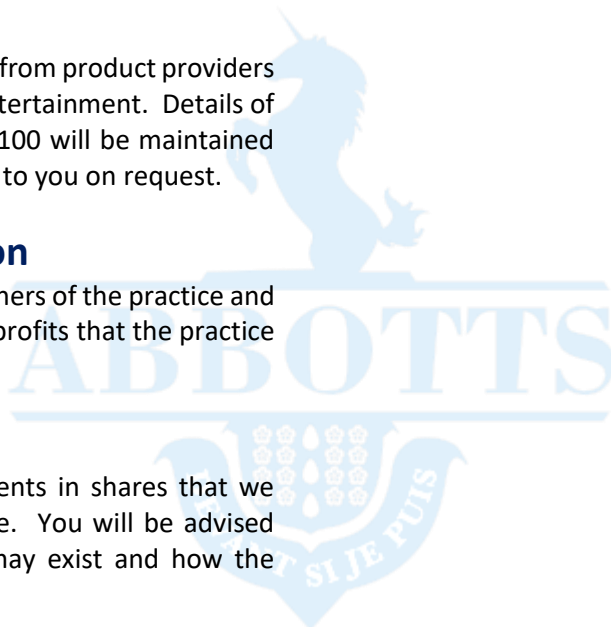 from product providers
tertainment. Details of
100 will be maintained
to you on request.
on
ners of the practice and
profits that the practice
ABBOTTS
ents in shares that we
e. You will be advised
may exist and how the
AVANT SI JE PUIS